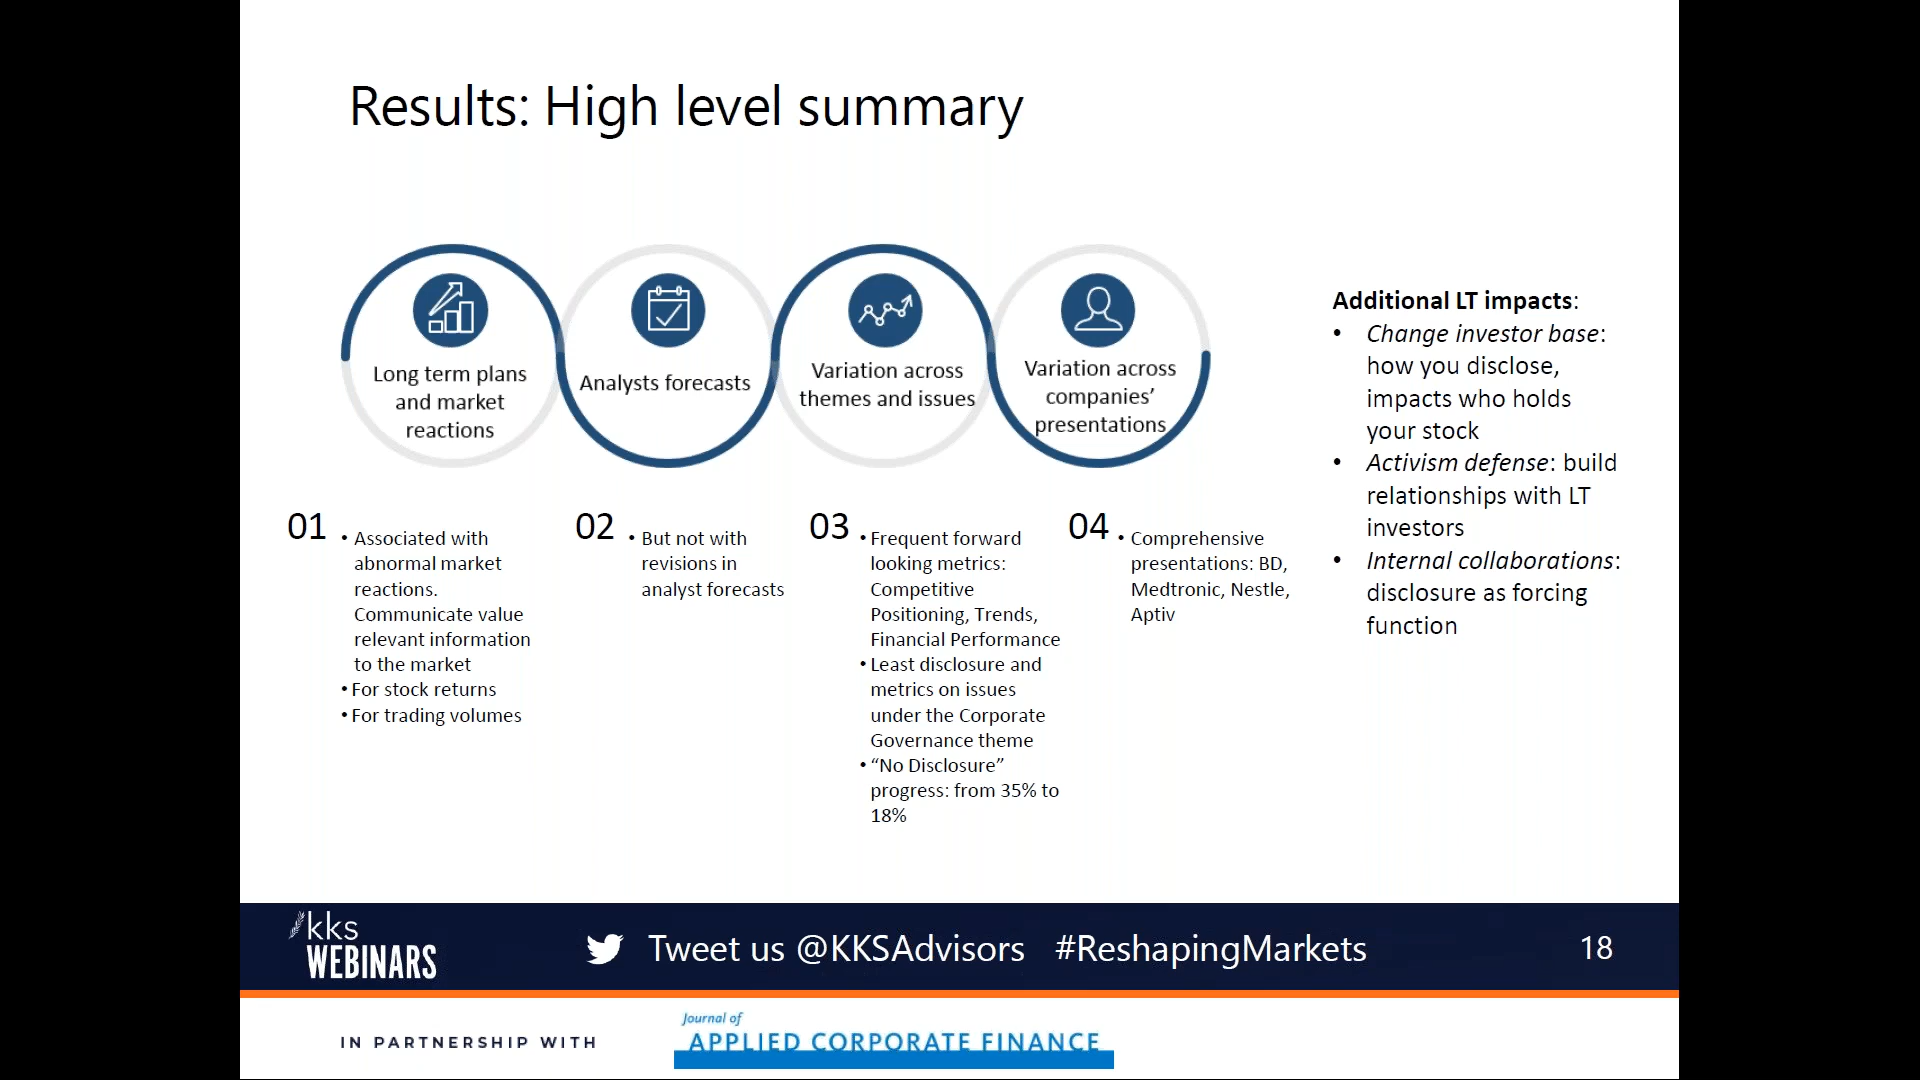 Results: High level summary
Long term plans
and market
reactions
Analysts forecasts
Variation across
themes and issues
Variation across
companies’
presentations
01
• Associated with
abnormal market
reactions.
Communicate value
relevant information
to the market
• For stock returns
• For trading volumes
02
• But not with
revisions in
analyst forecasts
03
• Frequent forward
looking metrics:
Competitive
Positioning, Trends,
Financial Performance
• Least disclosure and
metrics on issues
under the Corporate
Governance theme
• “No Disclosure”
progress: from 35% to
18%
04
• Comprehensive
presentations: BD,
Medtronic, Nestle,
Aptiv
Additional LT impacts:
• Change investor base:
how you disclose,
impacts who holds
your stock
• Activism defense: build
relationships with LT
investors
• Internal collaborations:
disclosure as forcing
function
kks
WEBINARS
Tweet us @KKSAdvisors #ReshapingMarkets
18
IN PARTNERSHIP WITH
Journal of
APPLIED CORPORATE FINANCE